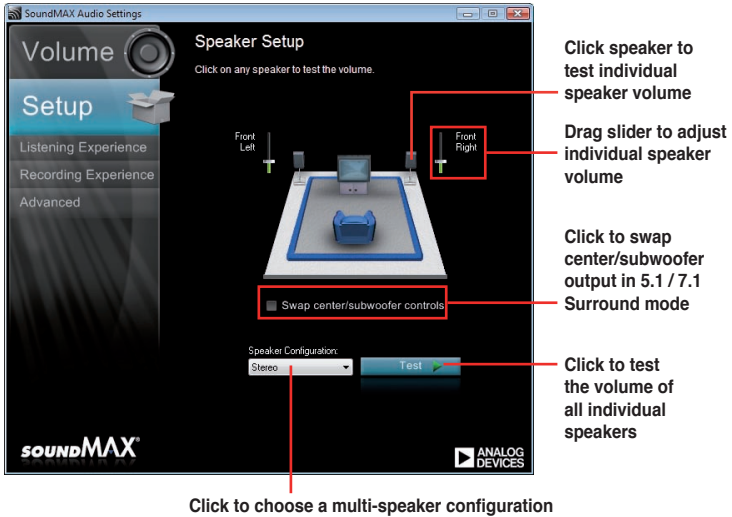 SoundMAX Audio Settings
Volume
Setup
Listening Experience
Recording Experience
Advanced
Speaker Setup
Click on any speaker to test the volume.
Front
Left
Front
Right
Swap center/subwoofer controls
Speaker Configuration:
Stereo
Test
SOUNDMAX®
ANALOG
DEVICES
Click speaker to
test individual
speaker volume
Drag slider to adjust
individual speaker
volume
Click to swap
center/subwoofer
output in 5.1 / 7.1
Surround mode
Click to test
the volume of
all individual
speakers
Click to choose a multi-speaker configuration